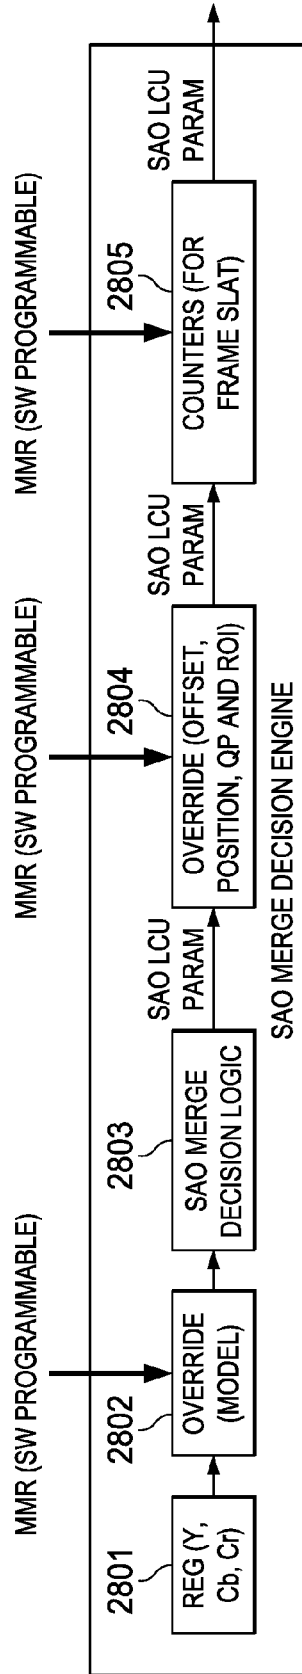 MMR (SW PROGRAMMABLE)
MMR (SW PROGRAMMABLE)
MMR (SW PROGRAMMABLE)
2801
REG (Y,
Cb, Cr)
2802
OVERRIDE
(MODEL)
2803
SAO MERGE
DECISION LOGIC
SAO LCU
PARAM
2804
OVERRIDE (OFFSET,
POSITION, QP AND ROI)
SAO LCU
PARAM
2805
COUNTERS (FOR
FRAME SLAT)
SAO LCU
PARAM
SAO MERGE DECISION ENGINE